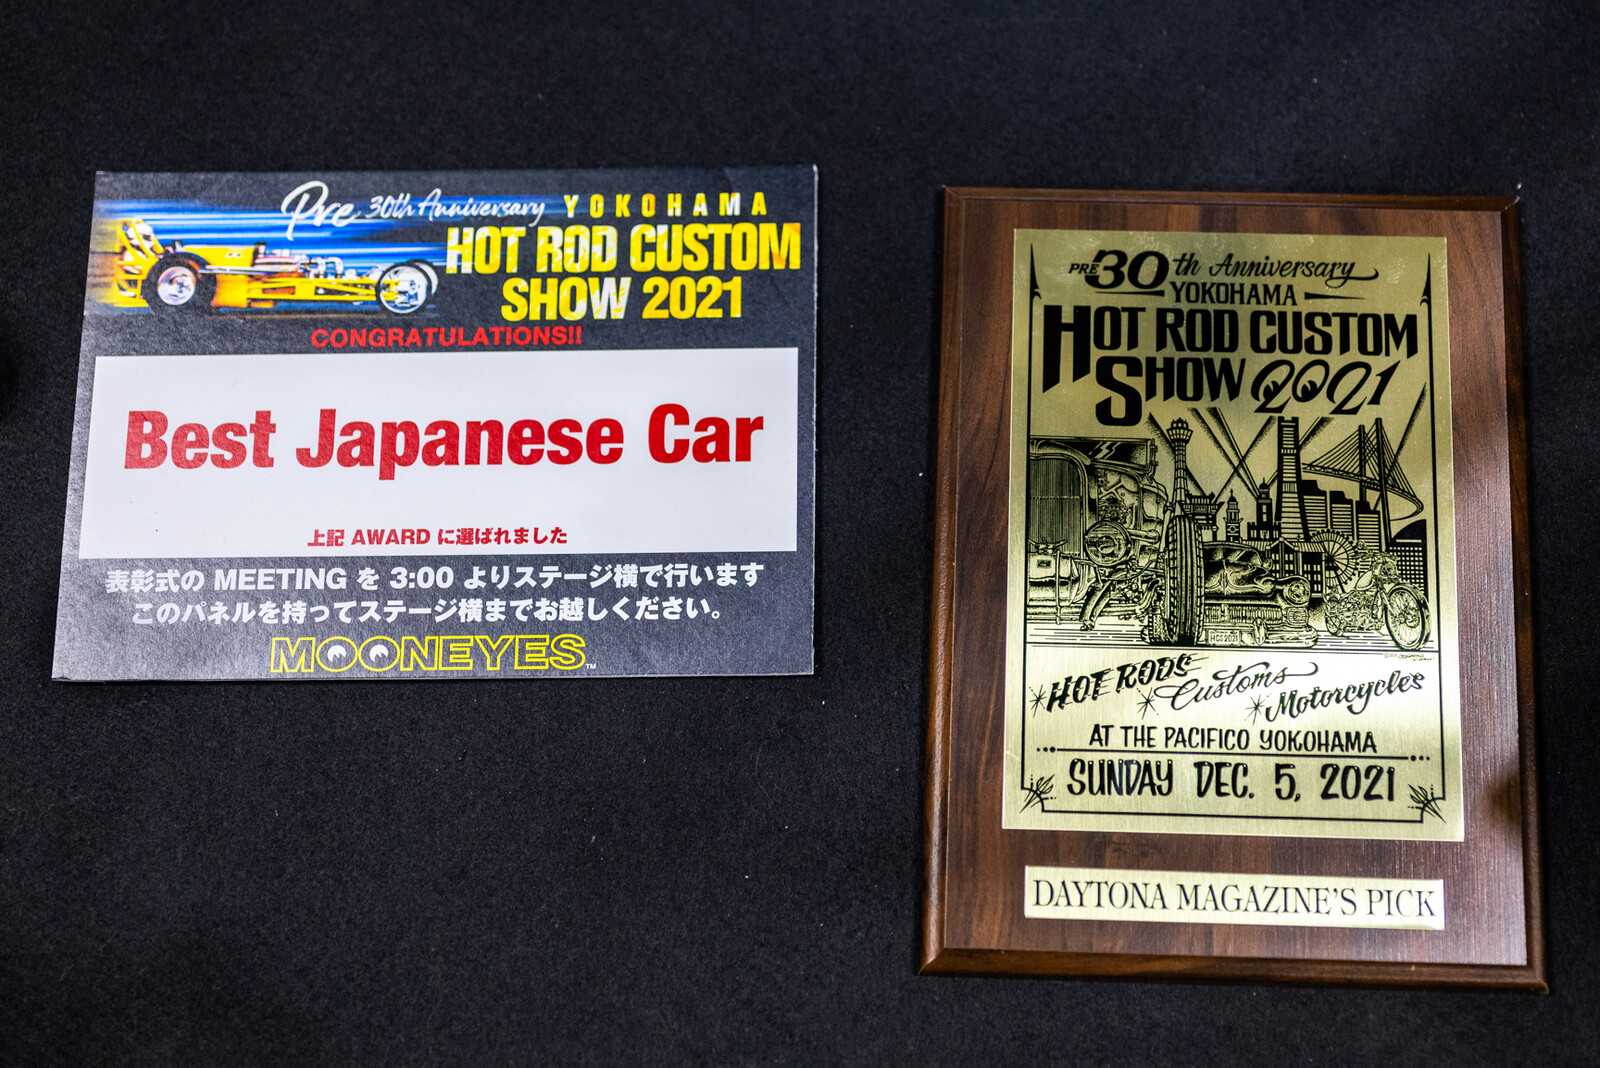 Pre 30th Anniversary YOKOHAMA
HOT ROD CUSTOM
SHOW 2021
CONGRATULATIONS!!
Best Japanese Car
上記 AWARD に選ばれました
表彰式の MEETING を 3:00 よりステージ横で行います
このパネルを持ってステージ横までお越しください。
MOONEYES™
PRE 30th Anniversary
YOKOHAMA
HOT ROD CUSTOM
SHOW 2021
HCS2021
HOT RODS
Customs
Motorcycles
AT THE PACIFICO YOKOHAMA
SUNDAY DEC. 5, 2021
DAYTONA MAGAZINE'S PICK